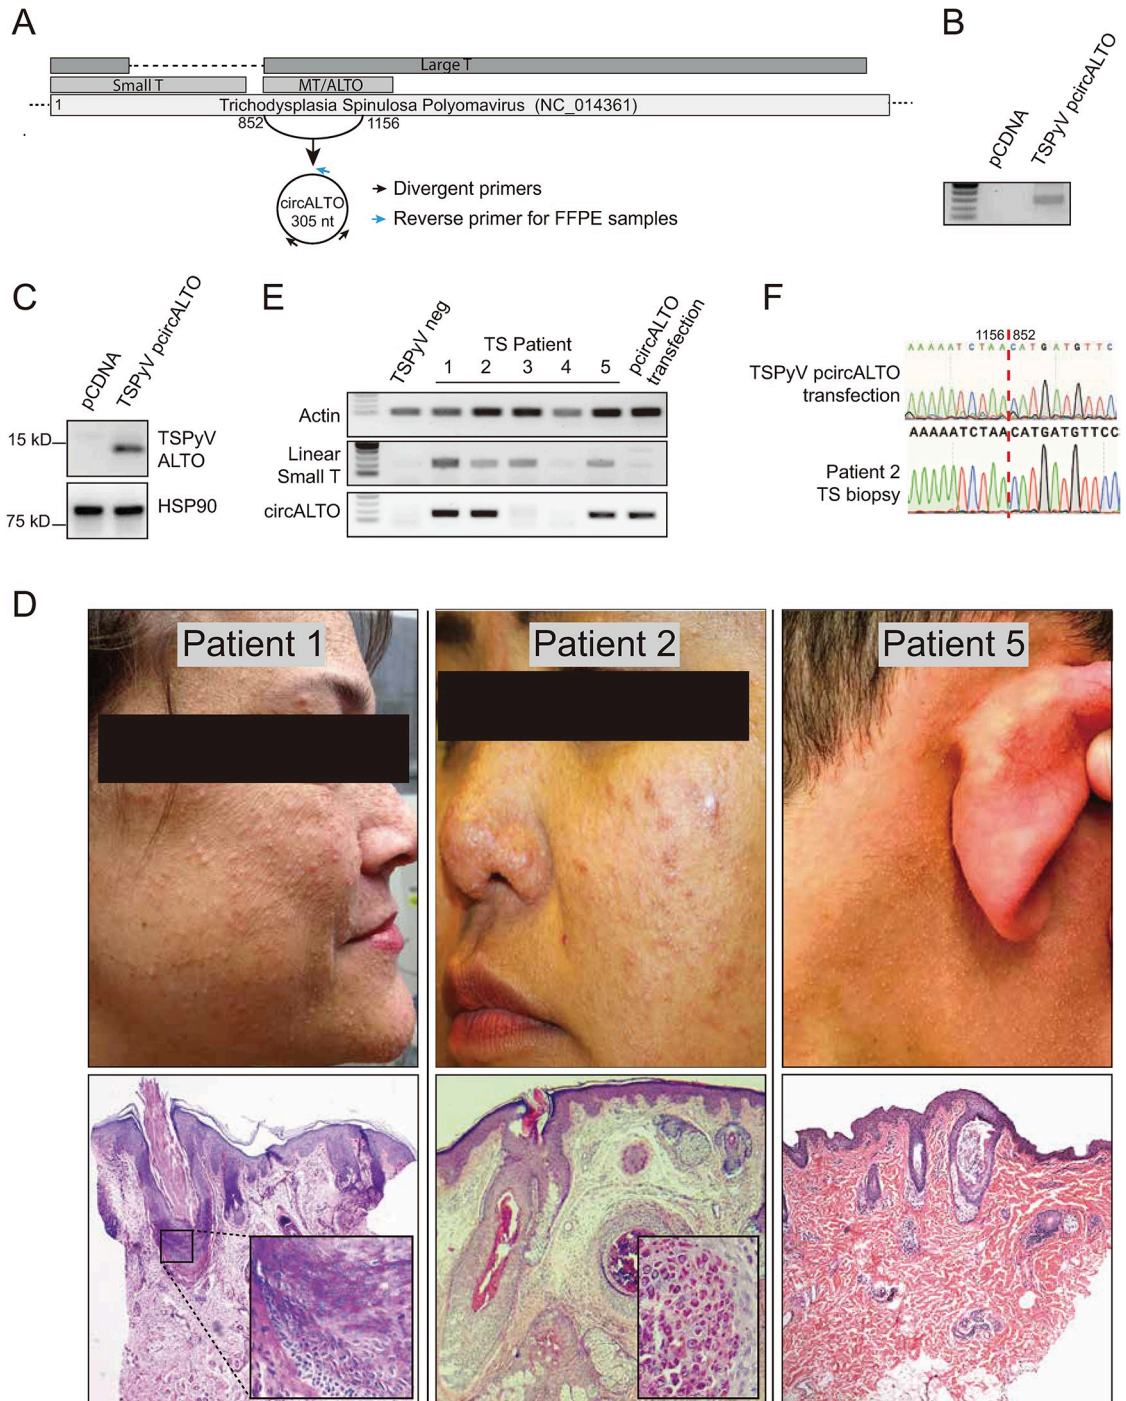 A
Large T
Small T
MT/ALTO
1
Trichodysplasia Spinulosa Polyomavirus (NC_014361)
852
1156
circALTO
305 nt
Divergent primers
Reverse primer for FFPE samples
B
pCDNA
TSPyV pcircALTO
C
pCDNA
TSPyV pcircALTO
15 kD
TSPyV
ALTO
75 kD
HSP90
E
TSPyV neg
TS Patient
1 2 3 4 5
pcircALTO
transfection
Actin
Linear
Small T
circALTO
F
1156 852
AAAAATCTAACATGATGTTC
TSPyV pcircALTO
transfection
AAAAATCTAACATGATGTTCC
Patient 2
TS biopsy
D
Patient 1
Patient 2
Patient 5